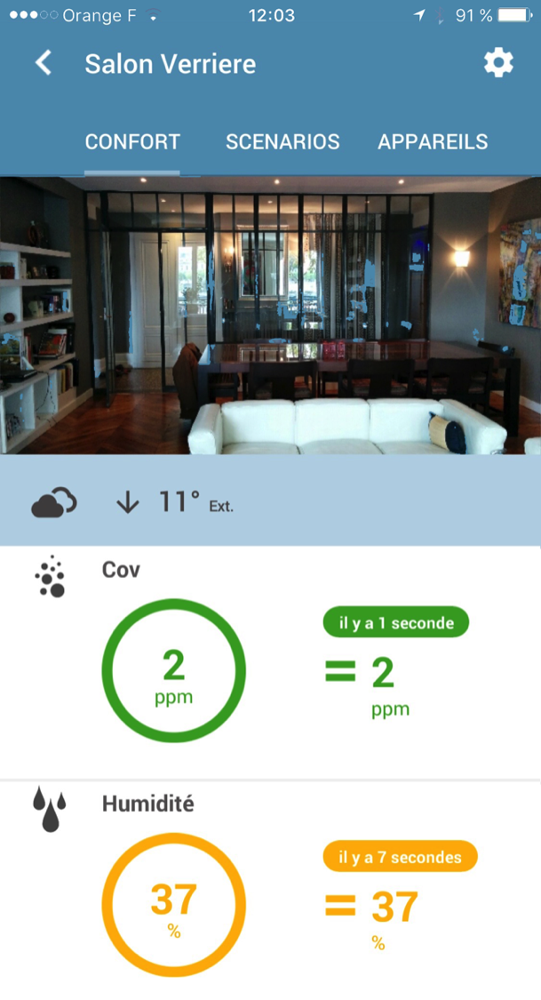 Orange F 12:03 91 %
Salon Verriere
CONFORT SCENARIOS APPAREILS
11° Ext.
Cov
il y a 1 seconde
2
ppm
= 2
ppm
Humidité
il y a 7 secondes
37
%
= 37
%